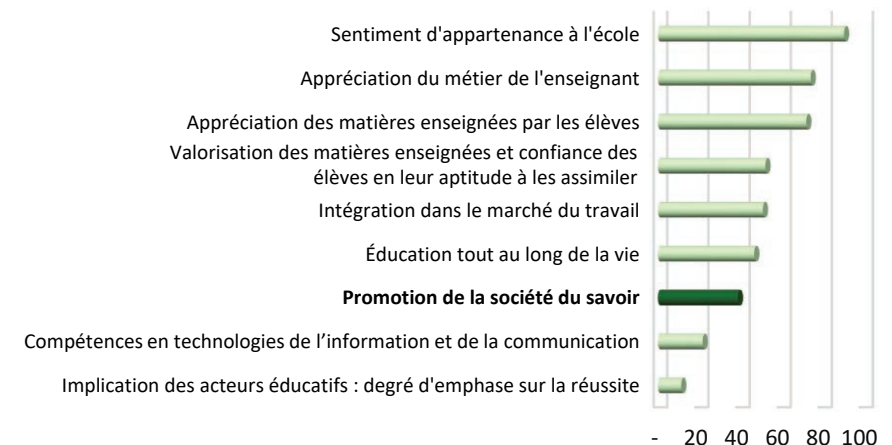 Sentiment d'appartenance à l'école
Appréciation du métier de l'enseignant
Appréciation des matières enseignées par les élèves
Valorisation des matières enseignées et confiance des
élèves en leur aptitude à les assimiler
Intégration dans le marché du travail
Éducation tout au long de la vie
Promotion de la société du savoir
Compétences en technologies de l’information et de la communication
Implication des acteurs éducatifs : degré d'emphase sur la réussite
- 20 40 60 80 100